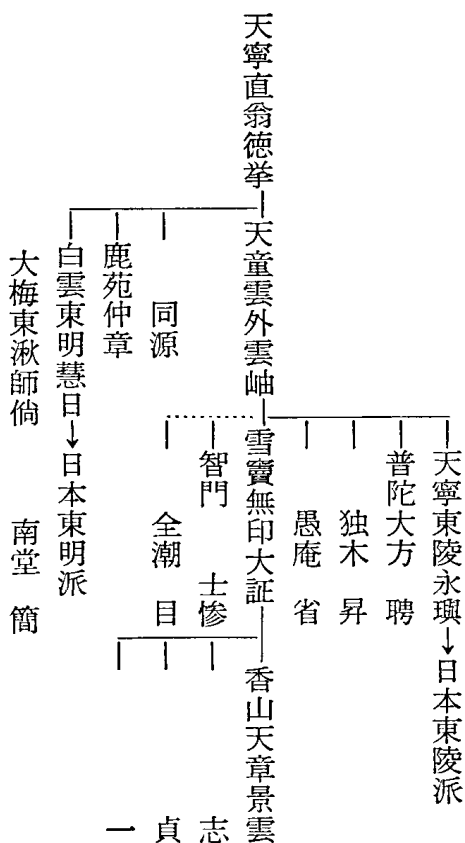 天寧東陵永璵→日本東陵派
普陀大方　聘
独木　昇
愚庵　省
天寧直翁徳挙　天童雲外雲岫　雪竇無印大証　香山天章景雲
智門　士惨　志
同源　全潮　目　貞
鹿苑仲章　一
白雲東明慧日→日本東明派
大梅東湫師倘　南堂　簡